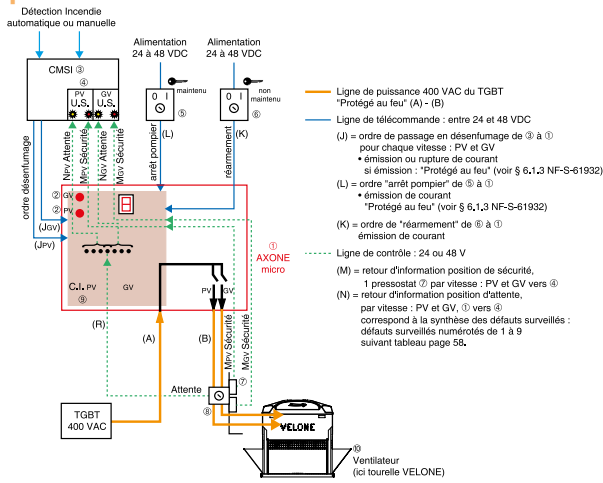 Détection Incendie
automatique ou manuelle
CMSI ③
④
PV
U.S.
GV
U.S.
Alimentation
24 à 48 VDC
maintenu
0 I
⑤
(L)
Alimentation
24 à 48 VDC
non
maintenu
0 I
⑥
(K)
ordre désenfumage
NPV Attente
MPV Sécurité
NGV Attente
MGV Sécurité
arrêt pompier
réarmement
② GV
② PV
(JGV)
(JPV)
①
AXONE
micro
C.I. PV GV
⑨
PV GV
(R)
(A)
(B)
MPV Sécurité
MGV Sécurité
⑦
Attente
⑧
TGBT
400 VAC
VELONE
⑩
Ventilateur
(ici tourelle VELONE)
Ligne de puissance 400 VAC du TGBT
"Protégé au feu" (A) - (B)
Ligne de télécommande : entre 24 et 48 VDC
(J) = ordre de passage en désenfumage de ③ à ①
pour chaque vitesse : PV et GV
• émission ou rupture de courant
si émission : "Protégé au feu" (voir § 6.1.3 NF-S-61932)
(L) = ordre "arrêt pompier" de ⑤ à ①
• émission de courant
"Protégé au feu" (voir § 6.1.3 NF-S-61932)
(K) = ordre de "réarmement" de ⑥ à ①
émission de courant
Ligne de contrôle : 24 ou 48 V
(M) = retour d'information position de sécurité,
1 pressostat ⑦ par vitesse : PV et GV vers ④
(N) = retour d'information position d'attente,
par vitesse : PV et GV, ① vers ④
correspond à la synthèse des défauts surveillés :
défauts surveillés numérotés de 1 à 9
suivant tableau page 58.